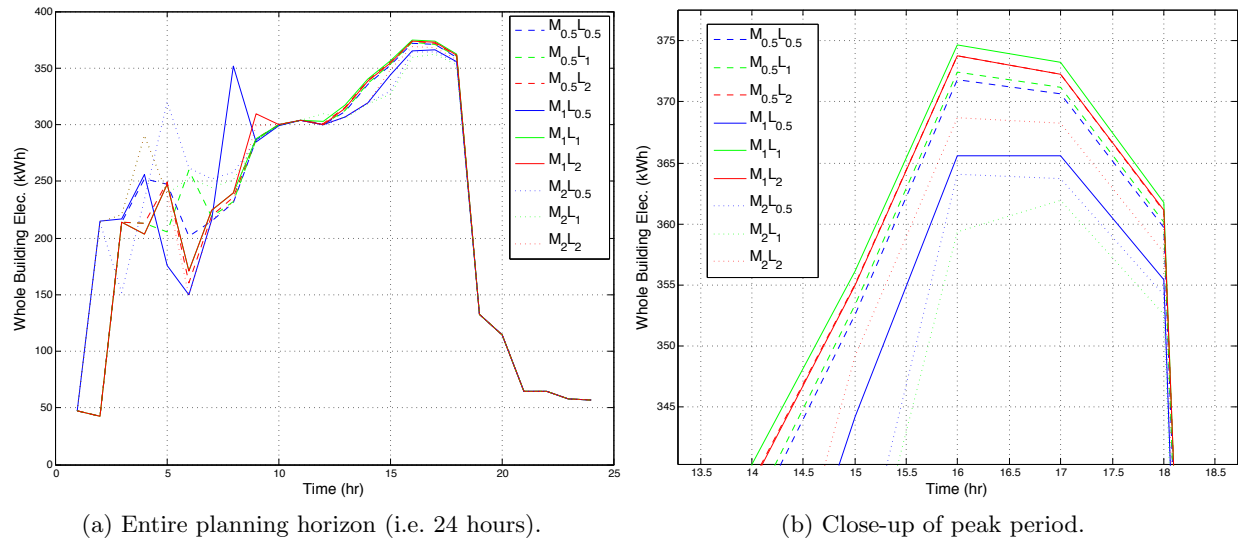 400
350
300
250
200
150
100
50
0
Whole Building Elec. (kWh)
0 5 10 15 20 25
Time (hr)
M0.5L0.5
M0.5L1
M0.5L2
M1L0.5
M1L1
M1L2
M2L0.5
M2L1
M2L2
(a) Entire planning horizon (i.e. 24 hours).
375
370
365
360
355
350
345
Whole Building Elec. (kWh)
13.5 14 14.5 15 15.5 16 16.5 17 17.5 18 18.5
Time (hr)
M0.5L0.5
M0.5L1
M0.5L2
M1L0.5
M1L1
M1L2
M2L0.5
M2L1
M2L2
(b) Close-up of peak period.